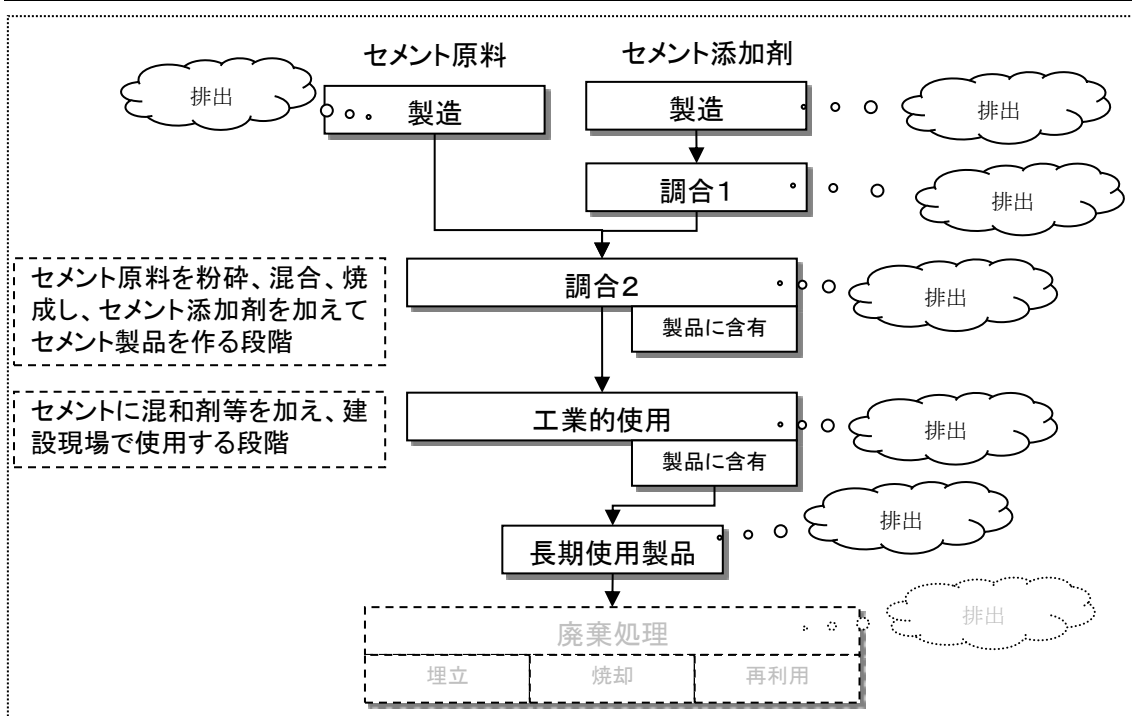 セメント原料
セメント添加剤
排出
製造
製造
排出
調合1
排出
セメント原料を粉砕、混合、焼
成し、セメント添加剤を加えて
セメント製品を作る段階
調合2
排出
製品に含有
セメントに混和剤等を加え、建
設現場で使用する段階
工業的使用
排出
製品に含有
長期使用製品
排出
廃棄処理
排出
埋立
焼却
再利用